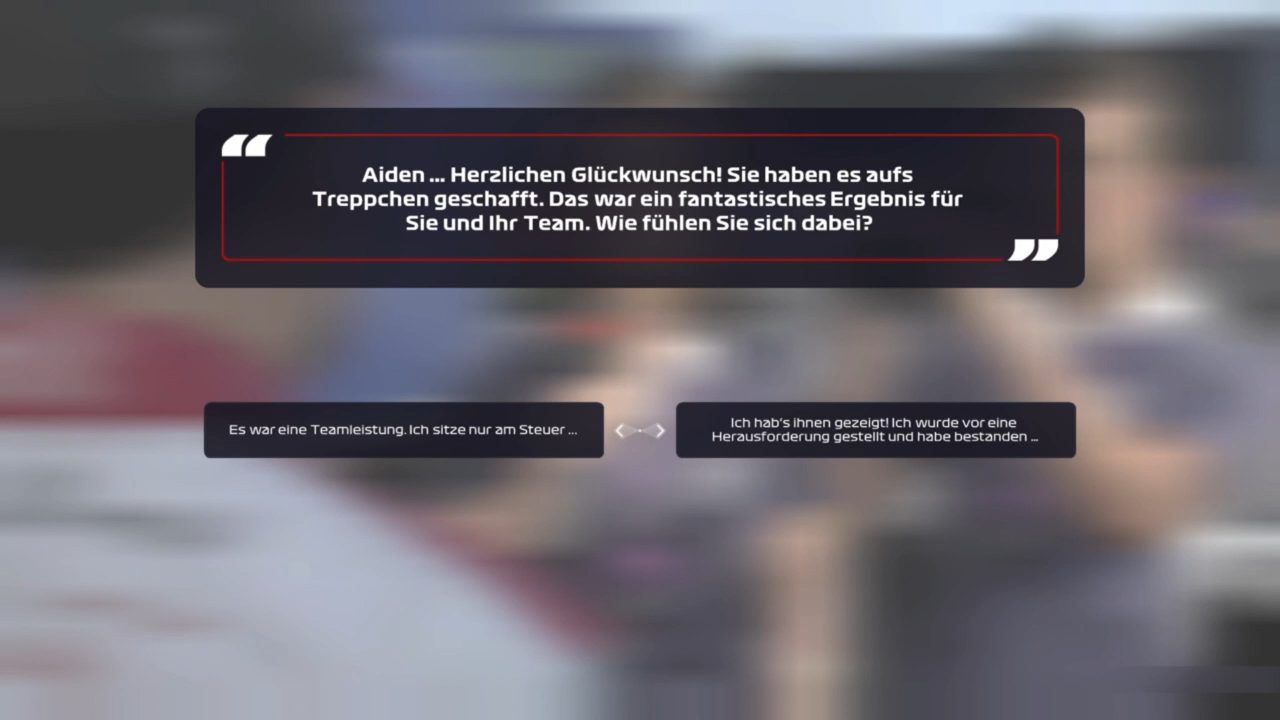 Aiden ... Herzlichen Glückwunsch! Sie haben es aufs
Treppchen geschafft. Das war ein fantastisches Ergebnis für
Sie und Ihr Team. Wie fühlen Sie sich dabei?
Es war eine Teamleistung. Ich sitze nur am Steuer ...
Ich hab's ihnen gezeigt! Ich wurde vor eine
Herausforderung gestellt und habe bestanden ...